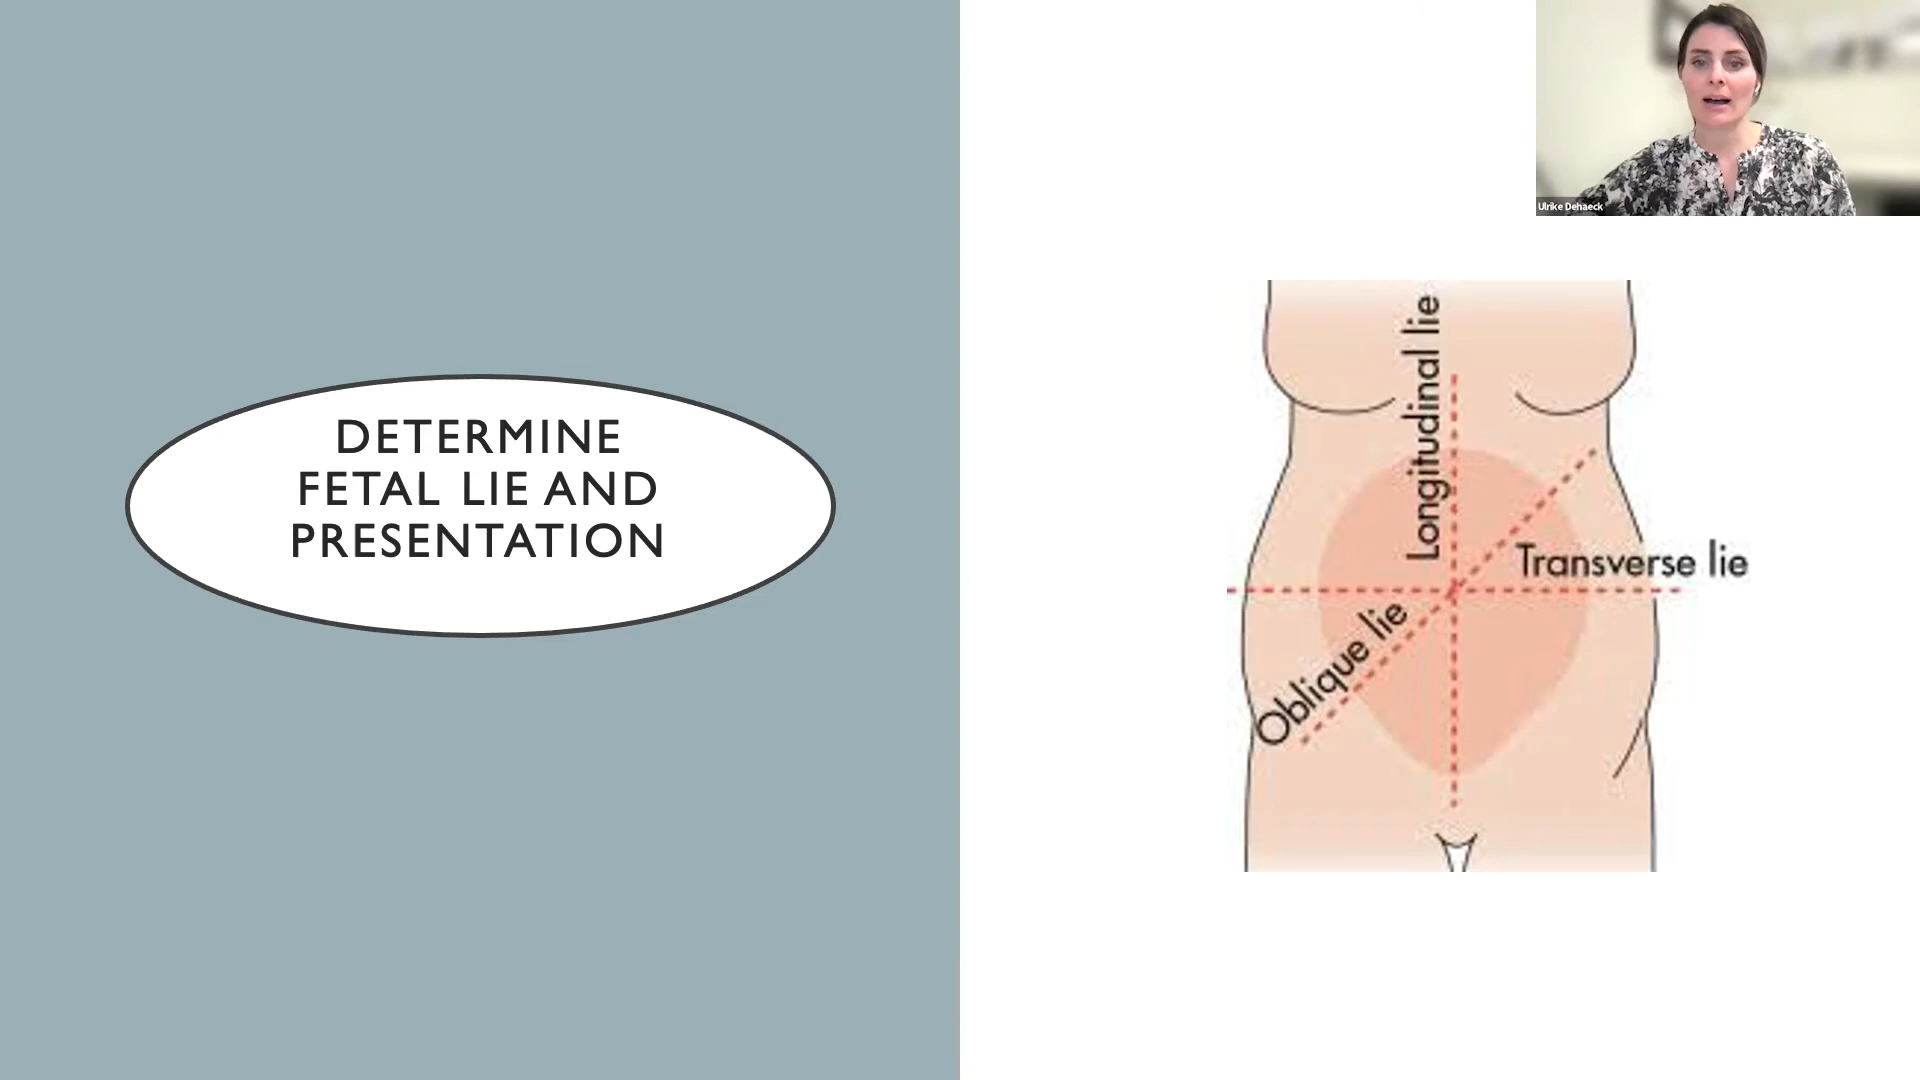 DETERMINE
FETAL LIE AND
PRESENTATION
Ulrike Dehaeck
Longitudinal lie
Transverse lie
Oblique lie